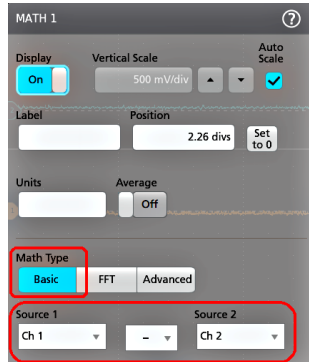 MATH 1 ?
Auto
Display Vertical Scale Scale
On 500 mV/div
Label Position
2.26 divs Set
to 0
Units Average
Off
Math Type
Basic FFT Advanced
Source 1 Source 2
Ch 1 – Ch 2